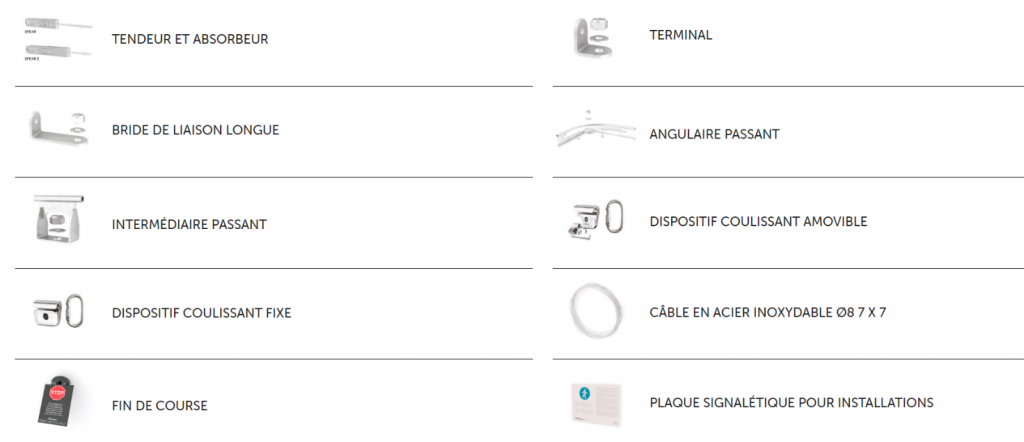 SPEAR
SPEAR 2
TENDEUR ET ABSORBEUR
TERMINAL
BRIDE DE LIAISON LONGUE
ANGULAIRE PASSANT
INTERMÉDIAIRE PASSANT
DISPOSITIF COULISSANT AMOVIBLE
DISPOSITIF COULISSANT FIXE
CÂBLE EN ACIER INOXYDABLE Ø8 7 X 7
STOP
FIN DE COURSE
PLAQUE SIGNALÉTIQUE POUR INSTALLATIONS